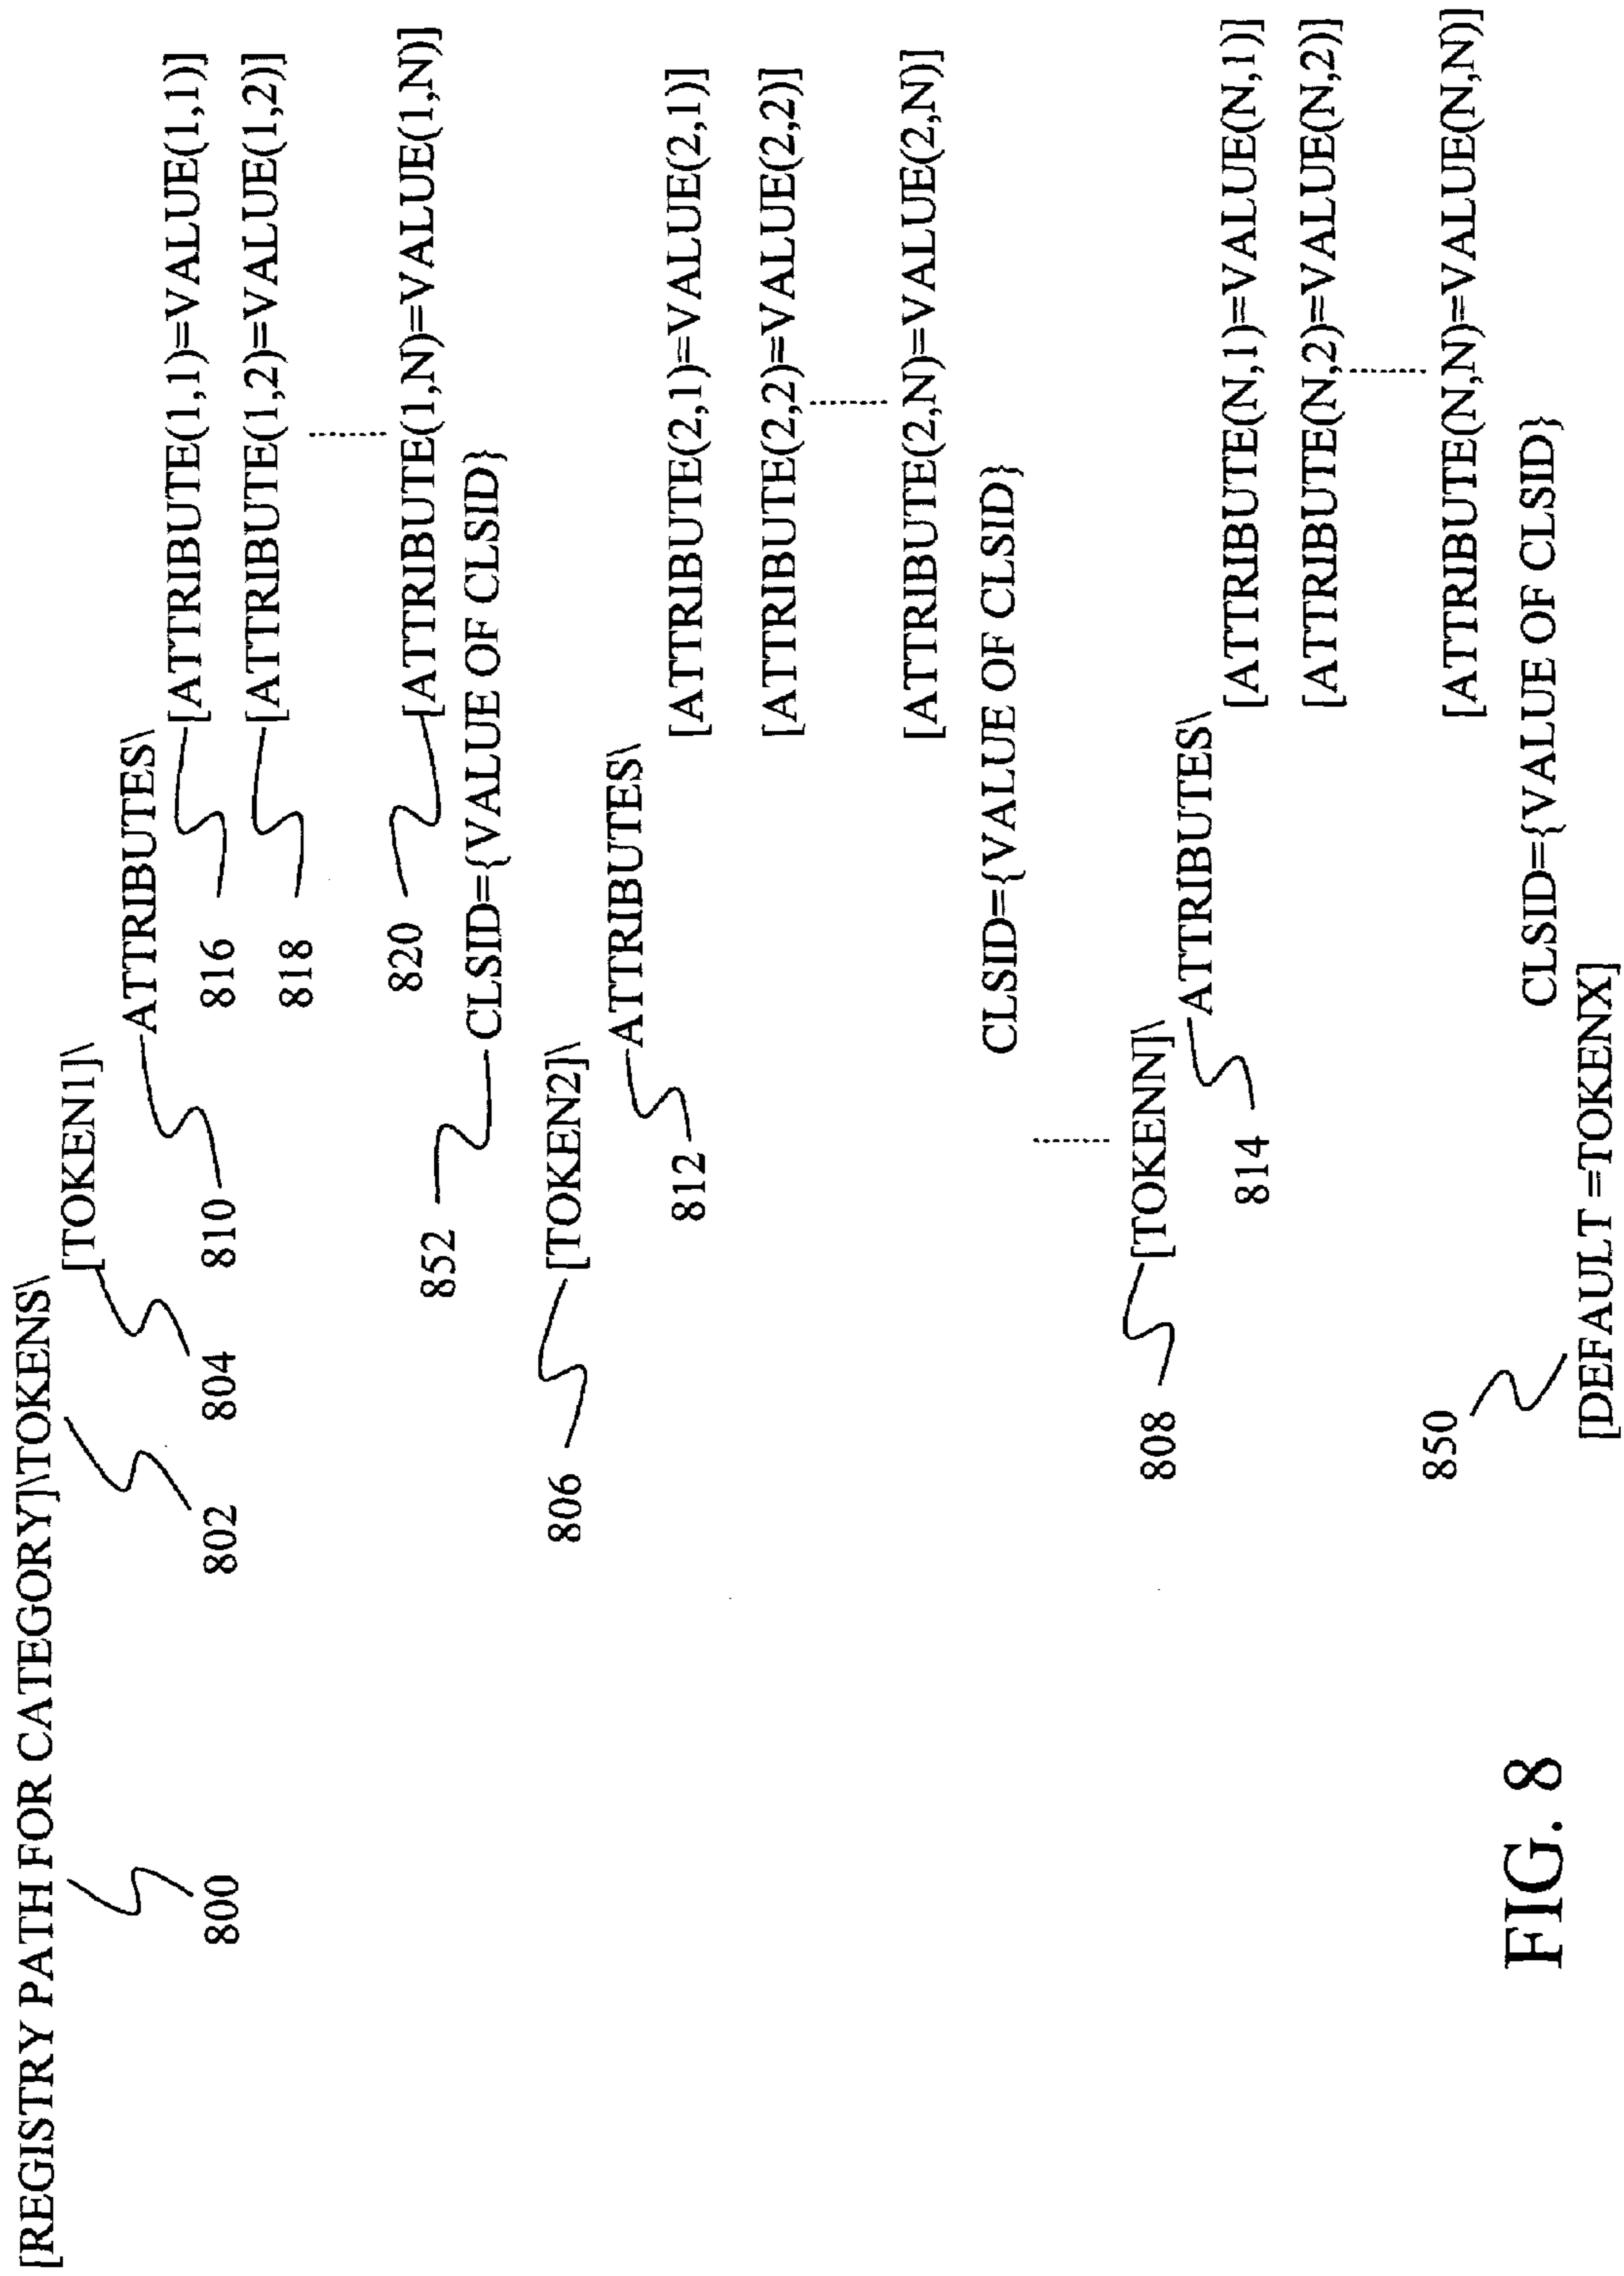 [REGISTRY PATH FOR CATEGORY]\TOKENS\
800
802
[TOKEN1]\
804
ATTRIBUTES\
810
[ATTRIBUTE(1,1)=VALUE(1,1)]
816
[ATTRIBUTE(1,2)=VALUE(1,2)]
818
[ATTRIBUTE(1,N)=VALUE(1,N)]
820
CLSID={VALUE OF CLSID}
852
[TOKEN2]\
806
ATTRIBUTES\
812
[ATTRIBUTE(2,1)=VALUE(2,1)]
[ATTRIBUTE(2,2)=VALUE(2,2)]
[ATTRIBUTE(2,N)=VALUE(2,N)]
CLSID={VALUE OF CLSID}
[TOKENN]\
808
ATTRIBUTES\
814
[ATTRIBUTE(N,1)=VALUE(N,1)]
[ATTRIBUTE(N,2)=VALUE(N,2)]
[ATTRIBUTE(N,N)=VALUE(N,N)]
CLSID={VALUE OF CLSID}
850
[DEFAULT =TOKENX]
FIG. 8